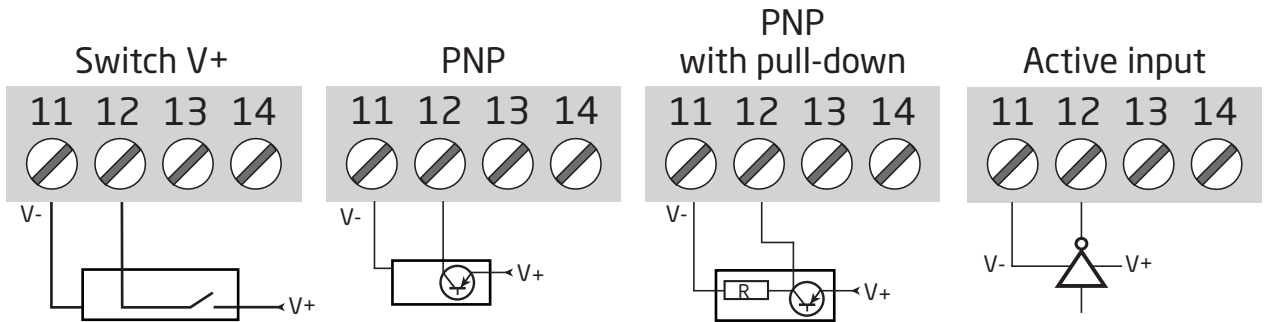 Switch V+
11 12 13 14
V-
V+
PNP
11 12 13 14
V-
V+
PNP
with pull-down
11 12 13 14
V-
R
V+
Active input
11 12 13 14
V-
V+